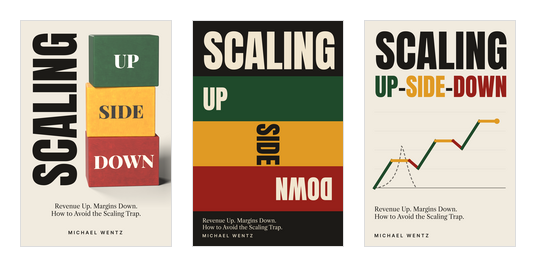 SCALING
UP
SIDE
DOWN
Revenue Up. Margins Down.
How to Avoid the Scaling Trap.
MICHAEL WENTZ
SCALING
UP
SIDE
DOWN
Revenue Up. Margins Down.
How to Avoid the Scaling Trap.
MICHAEL WENTZ
SCALING
UP-SIDE-DOWN
Revenue Up. Margins Down.
How to Avoid the Scaling Trap.
MICHAEL WENTZ